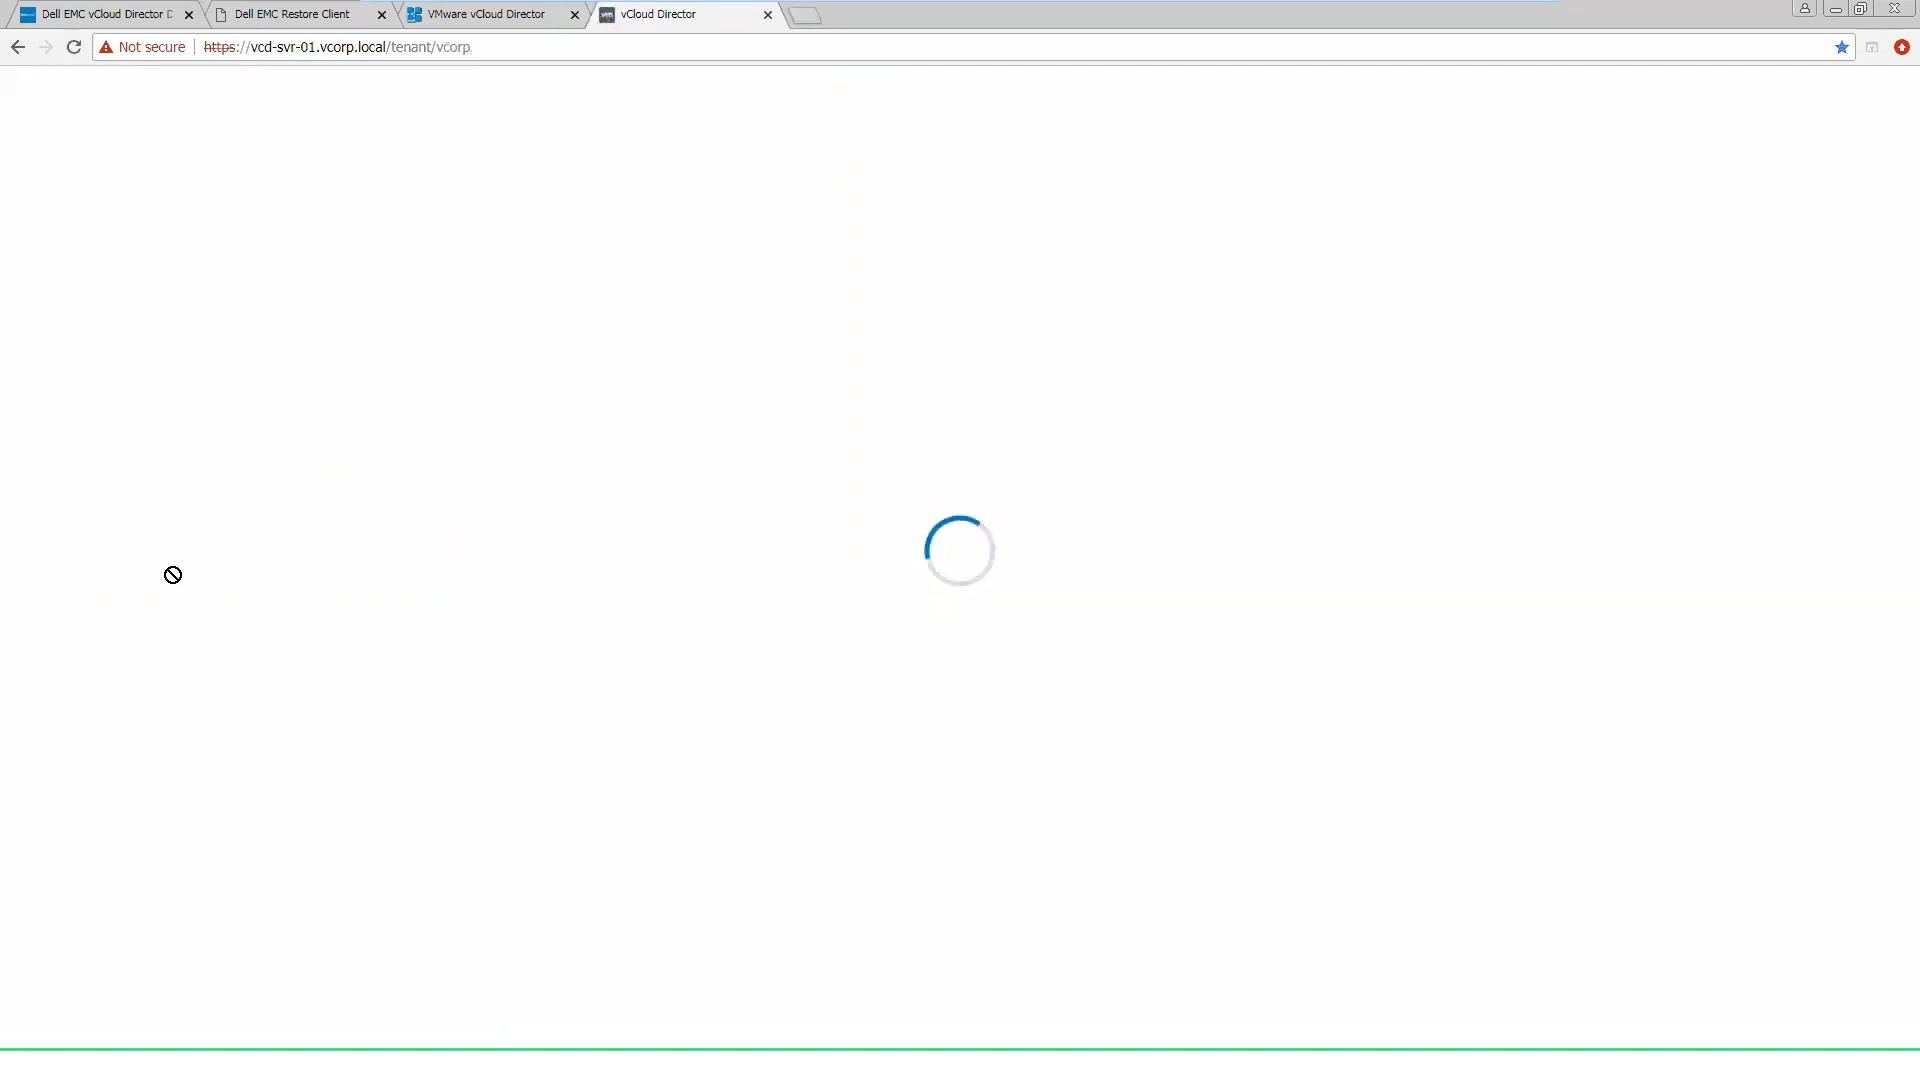 Dell EMC vCloud Director D
Dell EMC Restore Client
VMware vCloud Director
vm vCloud Director
Not secure
https://vcd-svr-01.vcorp.local/tenant/vcorp